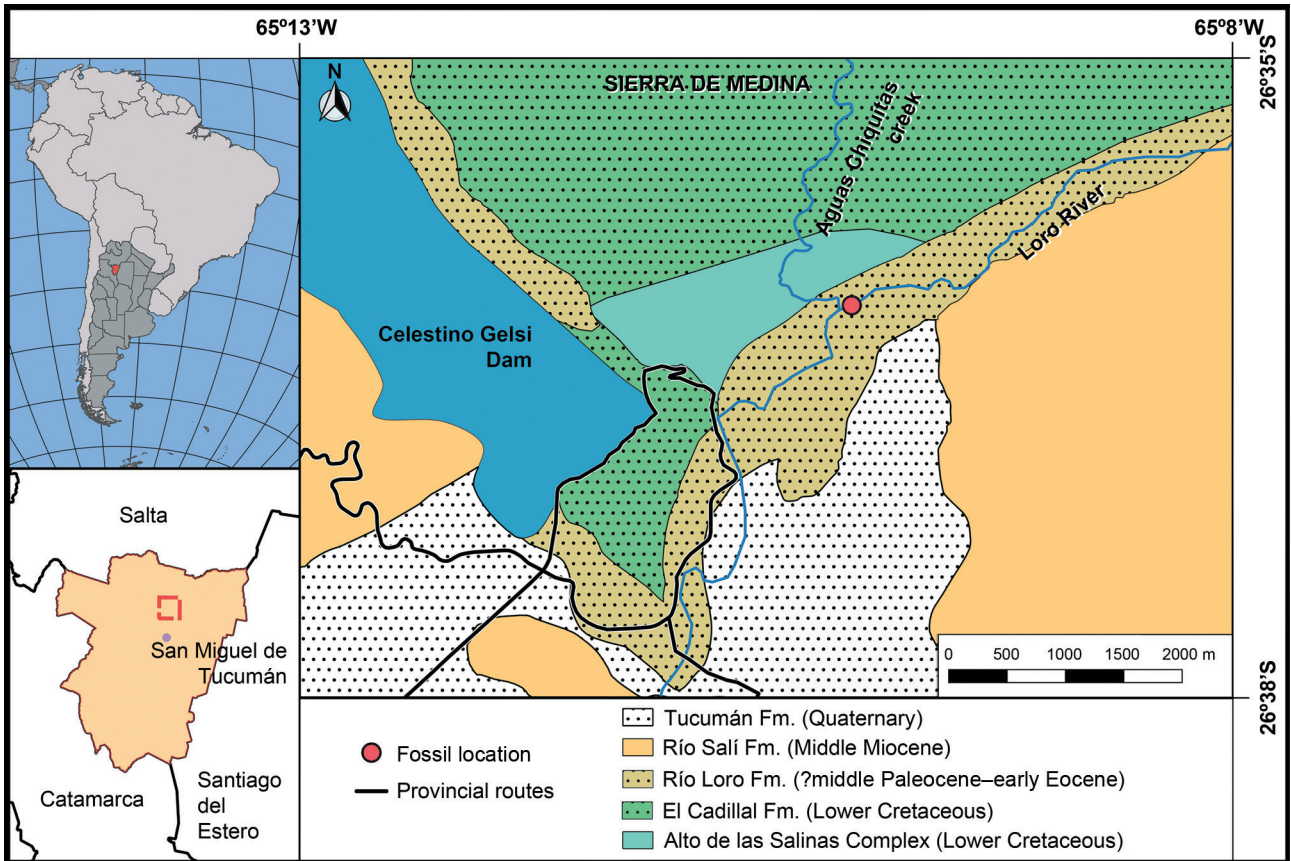 65º13’W
65º8’W
26º35’S
26º38’S
N
SIERRA DE MEDINA
Aguas Chiquitas
creek
Loro River
Celestino Gelsi
Dam
0 500 1000 1500 2000 m
Salta
San Miguel de
Tucumán
Catamarca
Santiago
del
Estero
Fossil location
Provincial routes
Tucumán Fm. (Quaternary)
Río Salí Fm. (Middle Miocene)
Río Loro Fm. (?middle Paleocene–early Eocene)
El Cadillal Fm. (Lower Cretaceous)
Alto de las Salinas Complex (Lower Cretaceous)